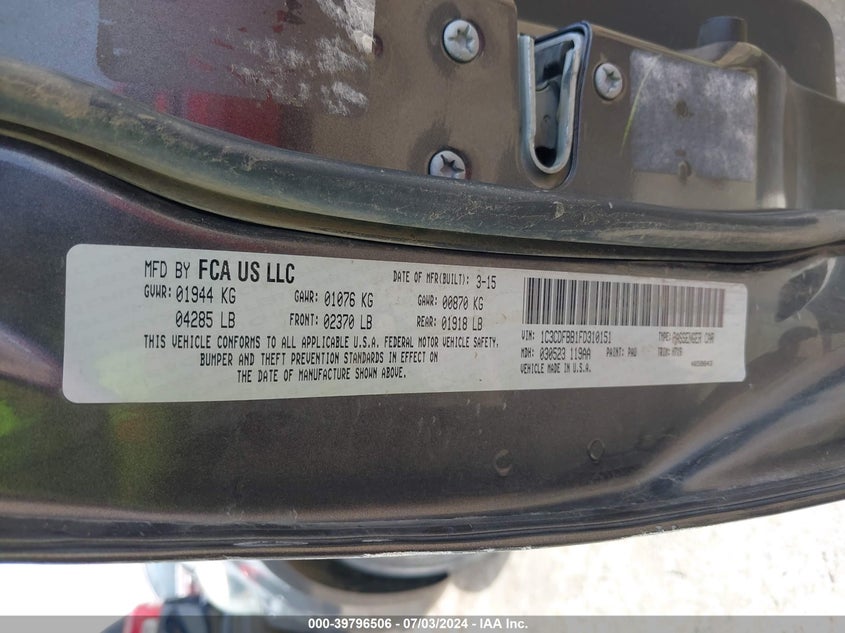 MFD BY FCA US LLC DATE OF MFR(BUILT): 3-15
GVWR: 01944 KG GAWR: 01076 KG GAWR: 00870 KG
04285 LB FRONT: 02370 LB REAR: 01918 LB
THIS VEHICLE CONFORMS TO ALL APPLICABLE U.S.A. FEDERAL MOTOR VEHICLE SAFETY,
BUMPER AND THEFT PREVENTION STANDARDS IN EFFECT ON
THE DATE OF MANUFACTURE SHOWN ABOVE.
VIN: 1C3CDFBB1FD310151 TYPE: PASSENGER CAR
MDH: 030523 119AA PAINT: PAU TRIM:
VEHICLE MADE IN U.S.A.
000-39796506 - 07/03/2024 - IAA Inc.